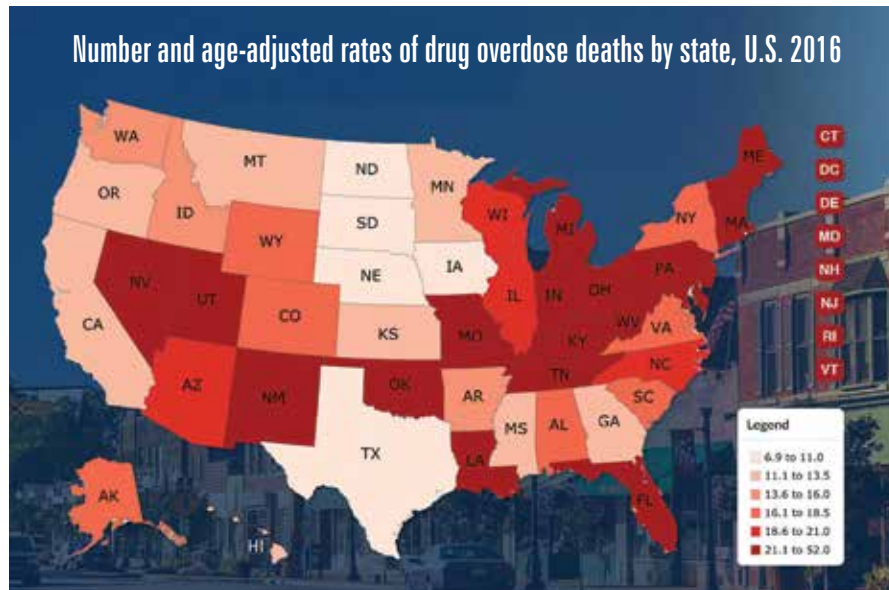 Number and age-adjusted rates of drug overdose deaths by state, U.S. 2016
WA
MT
ND
MN
ME
CT
OR
ID
SD
WI
MI
NY
MA
DC
WY
DE
NV
UT
NE
IA
PA
MD
CA
CO
KS
IL
IN
OH
WV
VA
NH
MO
KY
NJ
AZ
NM
OK
AR
TN
NC
RI
SC
VT
TX
MS
AL
GA
LA
FL
AK
HI
Legend
6.9 to 11.0
11.1 to 13.5
13.6 to 16.0
16.1 to 18.5
18.6 to 21.0
21.1 to 52.0